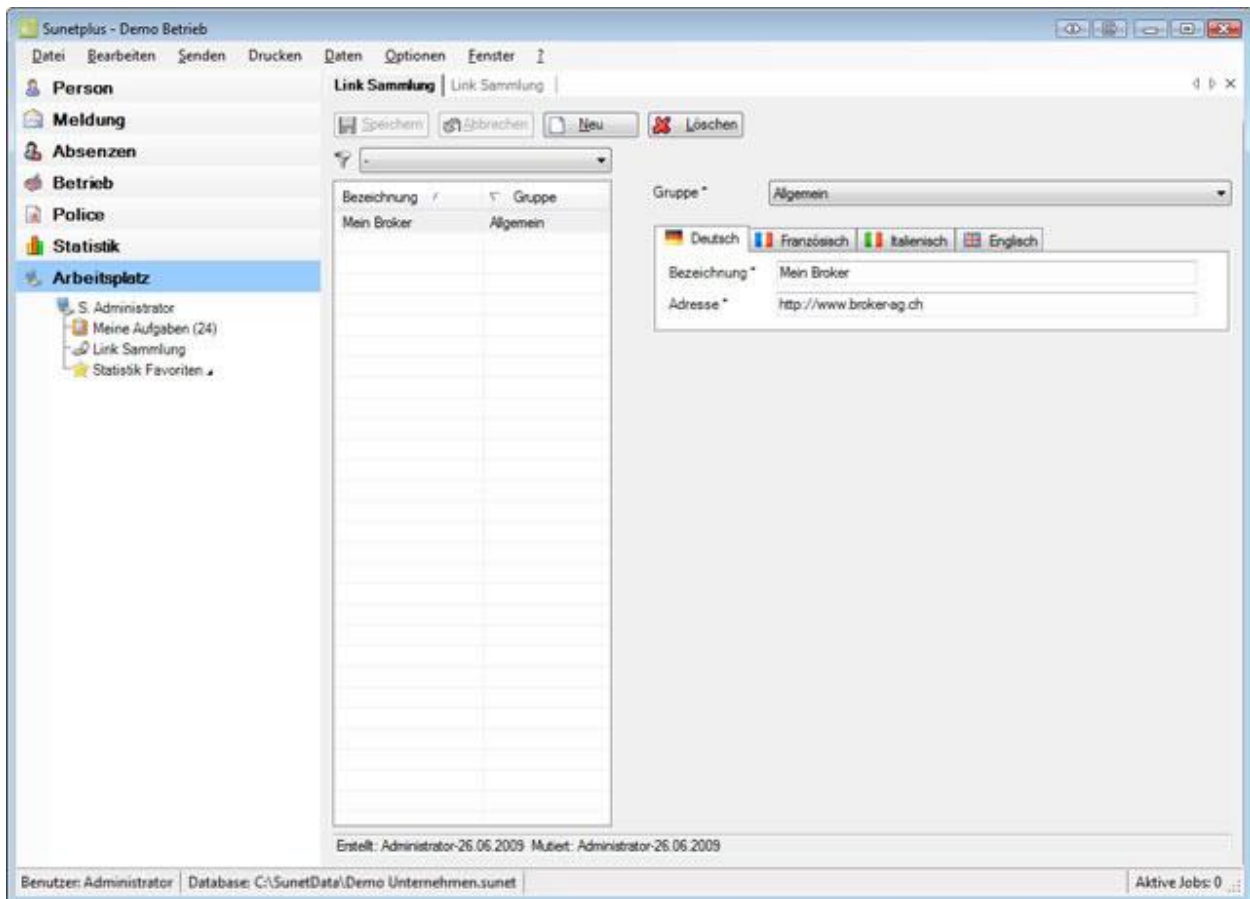 Sunetplus - Demo Betrieb
Datei Bearbeiten Senden Drucken Daten Optionen Fenster ?
Person
Meldung
Absenzen
Betrieb
Police
Statistik
Arbeitsplatz
S. Administrator
Meine Aufgaben (24)
Link Sammlung
Statistik Favoriten
Link Sammlung Link Sammlung
Speichern Abbrechen Neu Löschen
-
Bezeichnung Gruppe
Mein Broker Allgemein
Gruppe * Allgemein
Deutsch Französisch Italienisch Englisch
Bezeichnung * Mein Broker
Adresse * http://www.broker-ag.ch
Erstellt: Administrator-26.06.2009 Mutiert: Administrator-26.06.2009
Benutzer: Administrator Database: C:\SunetData\Demo Unternehmen.sunet Aktive Jobs: 0